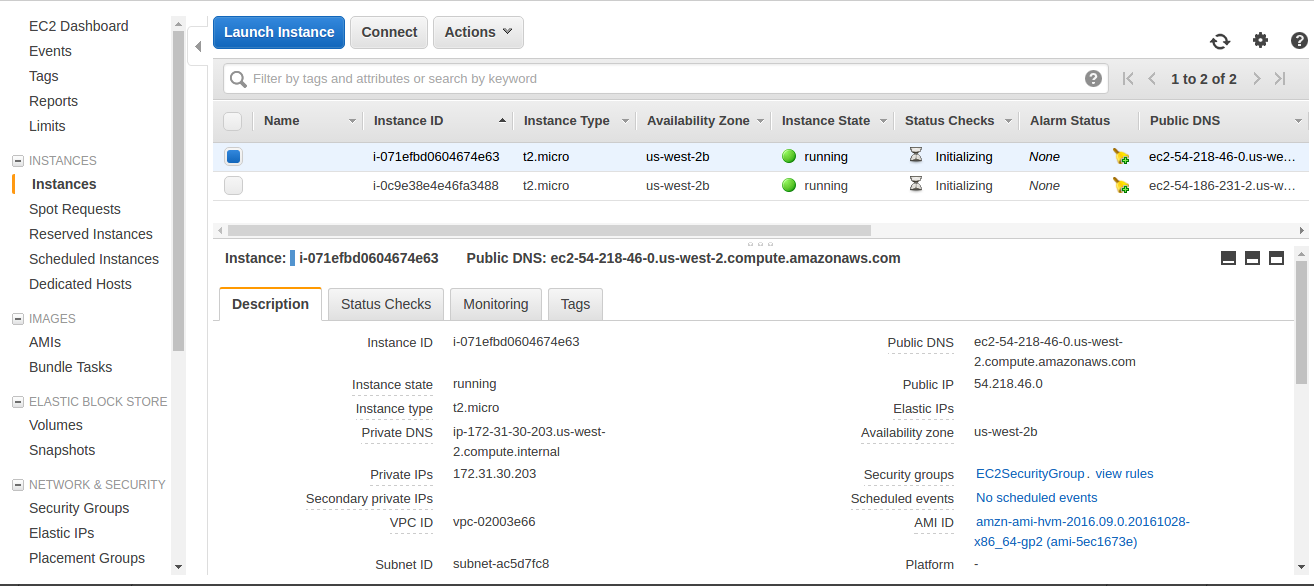 EC2 Dashboard
Events
Tags
Reports
Limits
INSTANCES
Instances
Spot Requests
Reserved Instances
Scheduled Instances
Dedicated Hosts
IMAGES
AMIs
Bundle Tasks
ELASTIC BLOCK STORE
Volumes
Snapshots
NETWORK & SECURITY
Security Groups
Elastic IPs
Placement Groups
Launch Instance Connect Actions
Filter by tags and attributes or search by keyword 1 to 2 of 2
Name Instance ID Instance Type Availability Zone Instance State Status Checks Alarm Status Public DNS
i-071efbd0604674e63 t2.micro us-west-2b running Initializing None ec2-54-218-46-0.us-we...
i-0c9e38e4e46fa3488 t2.micro us-west-2b running Initializing None ec2-54-186-231-2.us-w...
Instance: i-071efbd0604674e63 Public DNS: ec2-54-218-46-0.us-west-2.compute.amazonaws.com
Description Status Checks Monitoring Tags
Instance ID i-071efbd0604674e63
Instance state running
Instance type t2.micro
Private DNS ip-172-31-30-203.us-west-
2.compute.internal
Private IPs 172.31.30.203
Secondary private IPs
VPC ID vpc-02003e66
Subnet ID subnet-ac5d7fc8
Public DNS ec2-54-218-46-0.us-west-
2.compute.amazonaws.com
Public IP 54.218.46.0
Elastic IPs
Availability zone us-west-2b
Security groups EC2SecurityGroup. view rules
Scheduled events No scheduled events
AMI ID amzn-ami-hvm-2016.09.0.20161028-
x86_64-gp2 (ami-5ec1673e)
Platform -